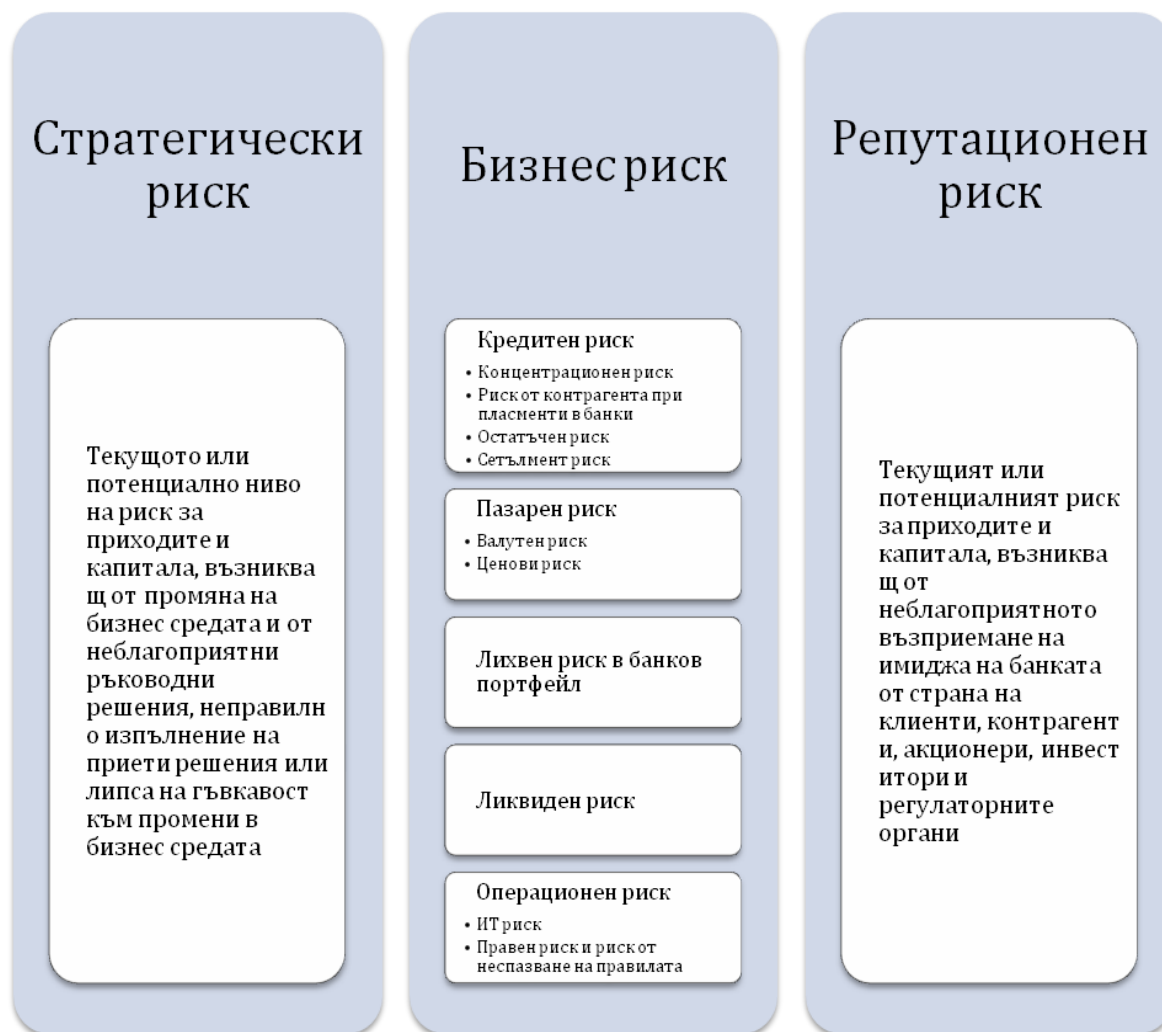 Стратегически
риск
Текущото или
потенциално ниво
на риск за
приходите и
капитала, възниква
щ от промяна на
бизнес средата и от
неблагоприятни
ръководни
решения, неправилн
о изпълнение на
приети решения или
липса на гъвкавост
към промени в
бизнес средата
Бизнес риск
Кредитен риск
• Концентрационен риск
• Риск от контрагента при
пласменти в банки
• Остатъчен риск
• Сетълмент риск
Пазарен риск
• Валутен риск
• Ценови риск
Лихвен риск в банков
портфейл
Ликвиден риск
Операционен риск
• ИТ риск
• Правен риск и риск от
неспазване на правилата
Репутационен
риск
Текущият или
потенциалният риск
за приходите и
капитала, възниква
щ от
неблагоприятното
възприемане на
имиджа на банката
от страна на
клиенти, контрагент
и, акционери, инвест
итори и
регулаторните
органи